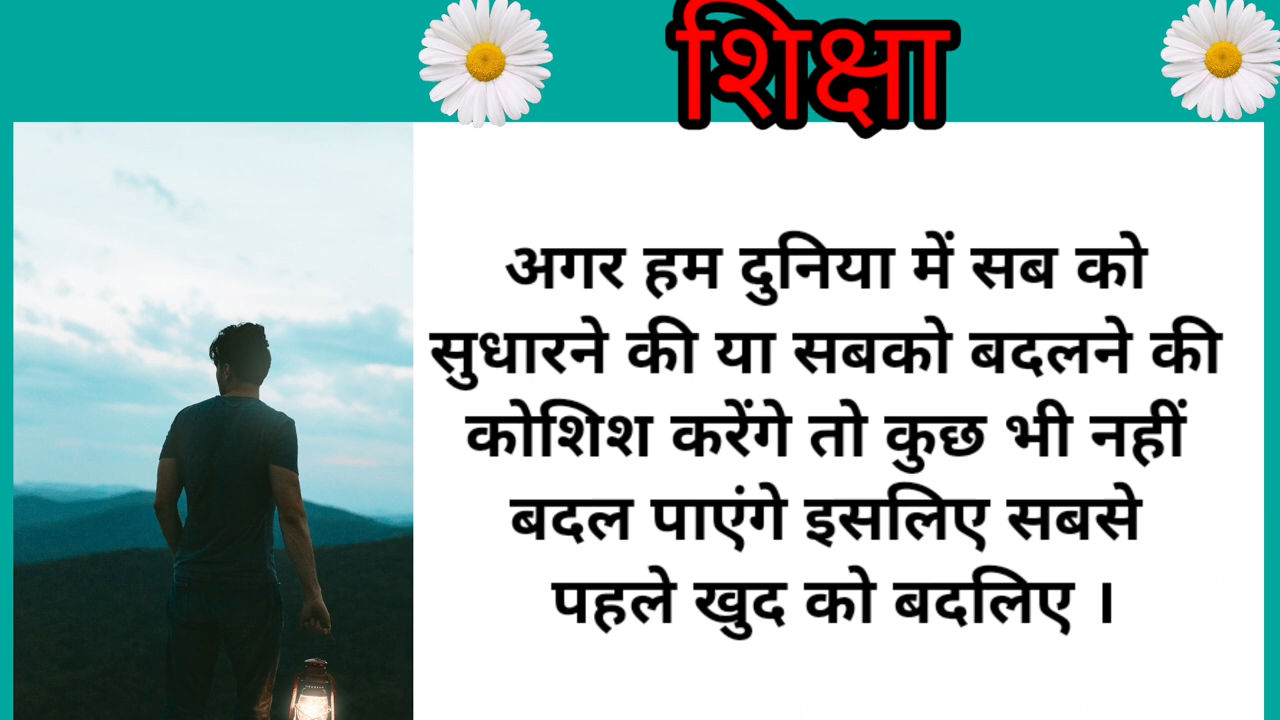 शिक्षा
अगर हम दुनिया में सब को
सुधारने की या सबको बदलने की
कोशिश करेंगे तो कुछ भी नहीं
बदल पाएंगे इसलिए सबसे
पहले खुद को बदलिए ।